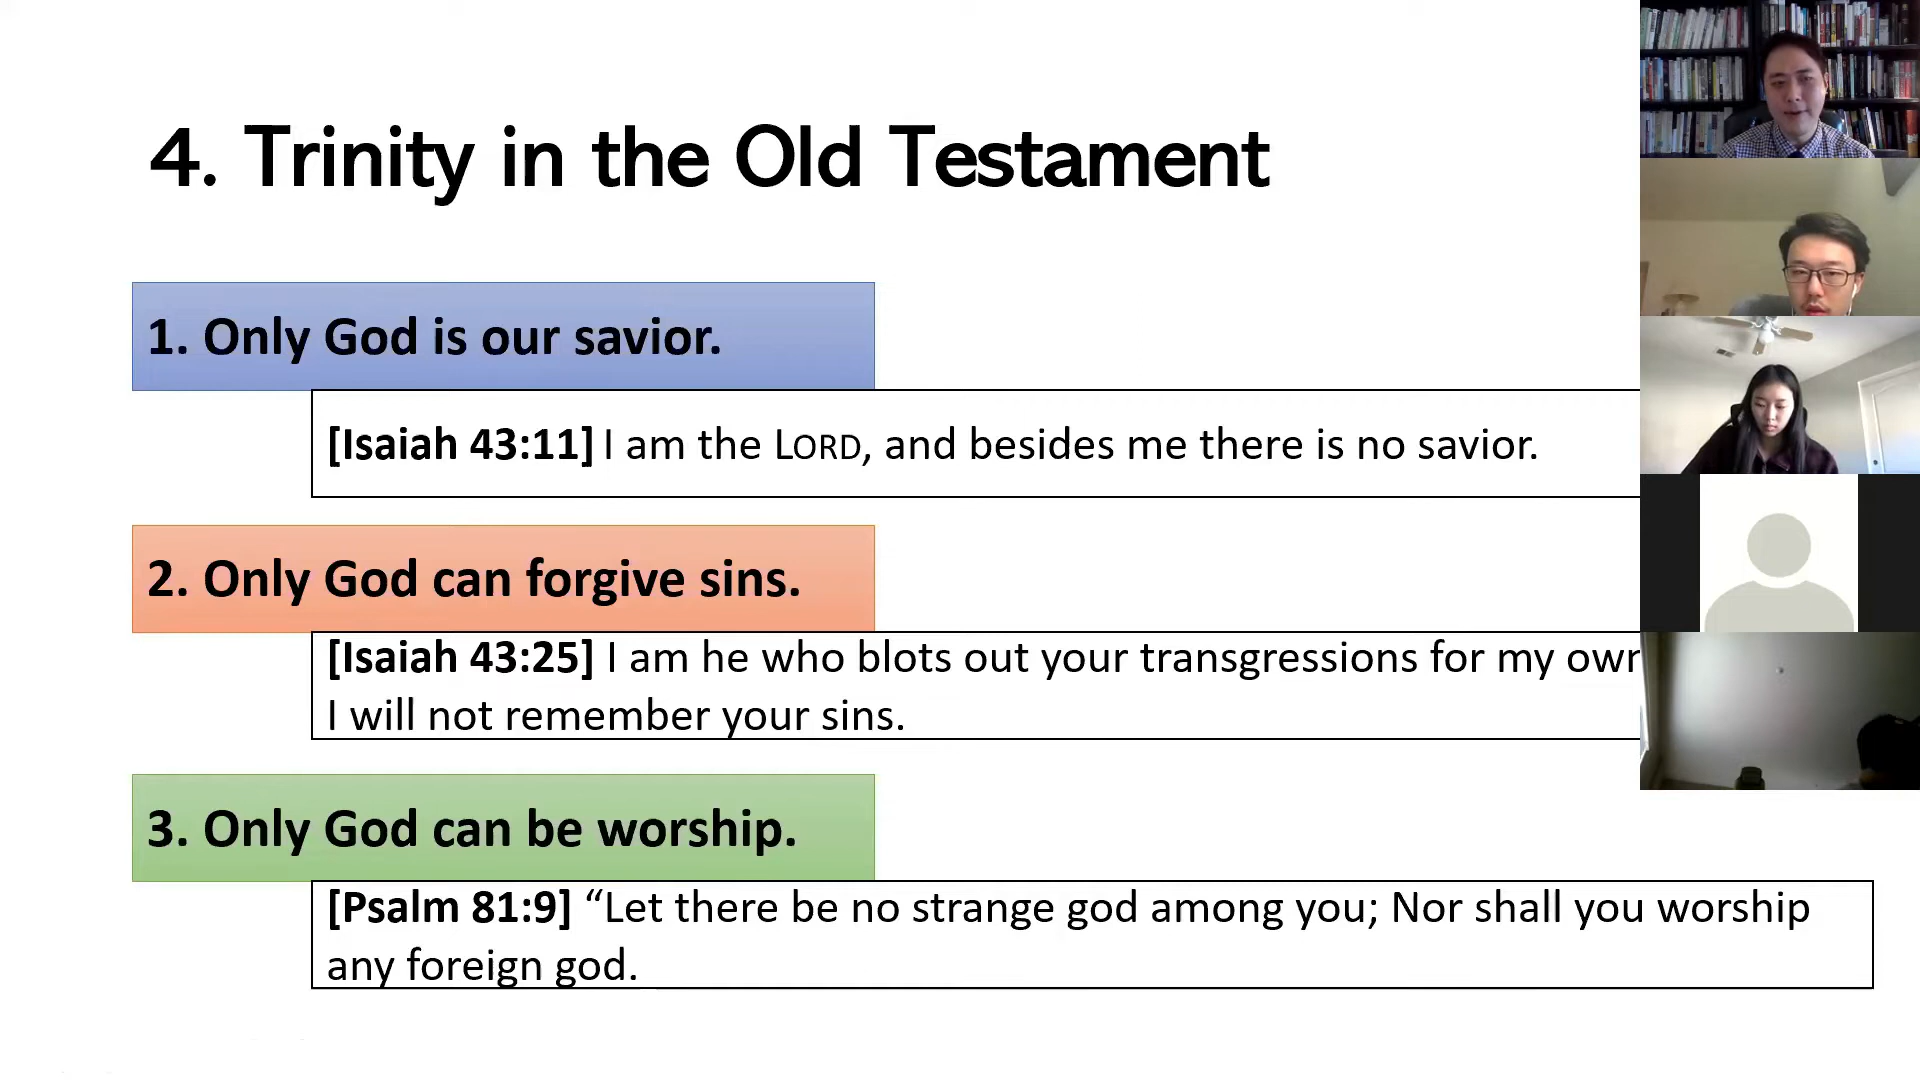 4. Trinity in the Old Testament
1. Only God is our savior.
[Isaiah 43:11] I am the LORD, and besides me there is no savior.
2. Only God can forgive sins.
[Isaiah 43:25] I am he who blots out your transgressions for my own
I will not remember your sins.
3. Only God can be worship.
[Psalm 81:9] “Let there be no strange god among you; Nor shall you worship
any foreign god.